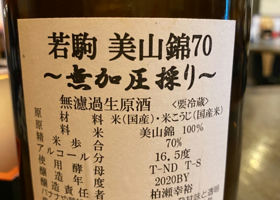 若駒 美山錦70
～無加圧採り～
無濾過生原酒 <要冷蔵>
原材料 米(国産)・米こうじ(国産米)
原料米 美山錦 100%
精米歩合 70%
アルコール分 16.5度
使用酵母 T-ND T-S
醸造年度 2020BY
醸造責任者 柏瀬幸裕